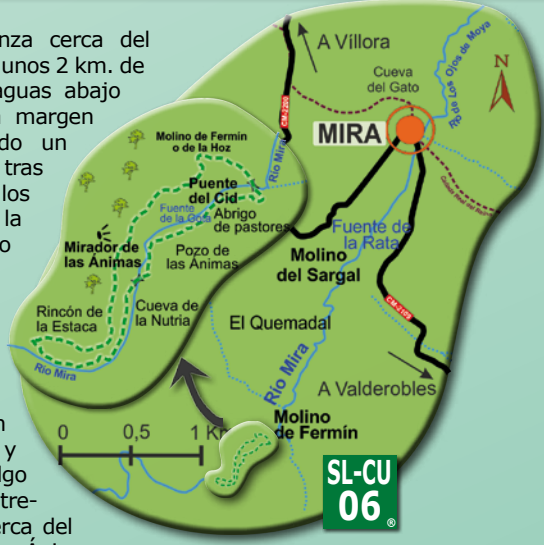 nza cerca del
unos 2 km. de
guas abajo
margen
do un
tras
los
la
o
n
y
lgo
tre-
erca del
A Víllora
Cueva
del Gato
Río de Los Ojos de Moya
N
CM-2200
MIRA
Molino de Fermín
o de la Hoz
Río Mira
Puente
del Cid
Fuente
de la Gota
Abrigo
de pastores
Fuente de
la Rata
Mirador de
las Ánimas
Pozo de
las Ánimas
Molino
del Sargal
Rincón de
la Estaca
Cueva de
la Nutria
CM-2109
El Quemadal
Río Mira
Río Mira
A Valderobles
Molino
de Fermín
0 0,5 1 Km
SL-CU
06
®